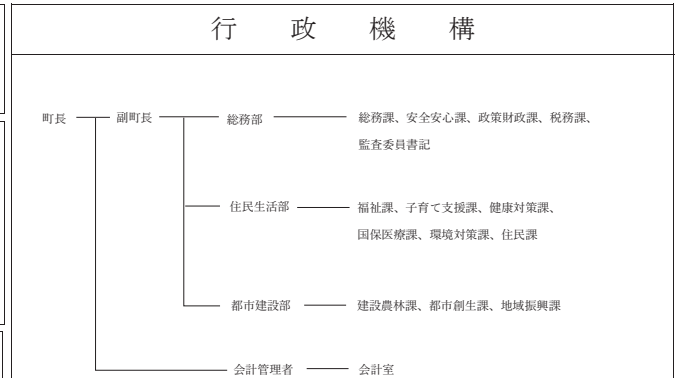 行政機構
町長 副町長 総務部 総務課、安全安心課、政策財政課、税務課、
監査委員書記
住民生活部 福祉課、子育て支援課、健康対策課、
国保医療課、環境対策課、住民課
都市建設部 建設農林課、都市創生課、地域振興課
会計管理者 会計室